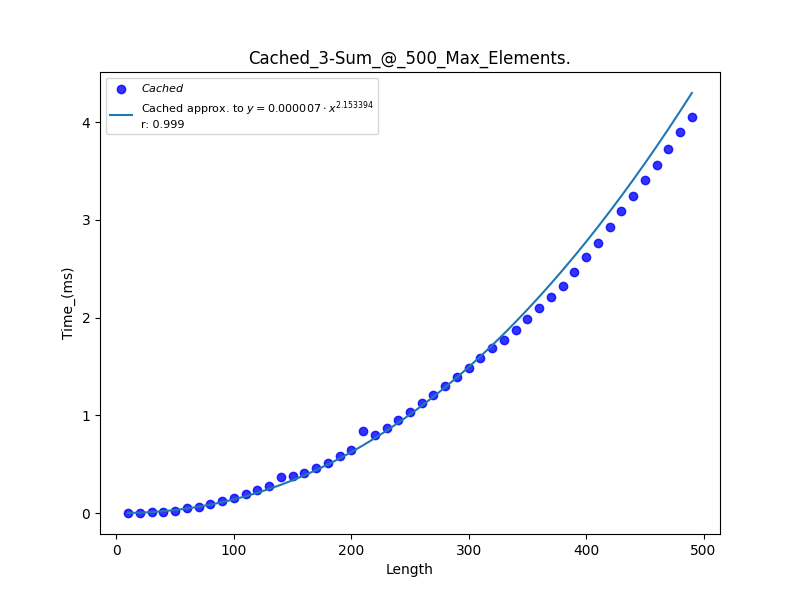 Cached_3-Sum_@_500_Max_Elements.
Cached
Cached approx. to y = 0.000007 · x^2.153394
r: 0.999
4
3
2
1
0
Time_(ms)
0 100 200 300 400 500
Length